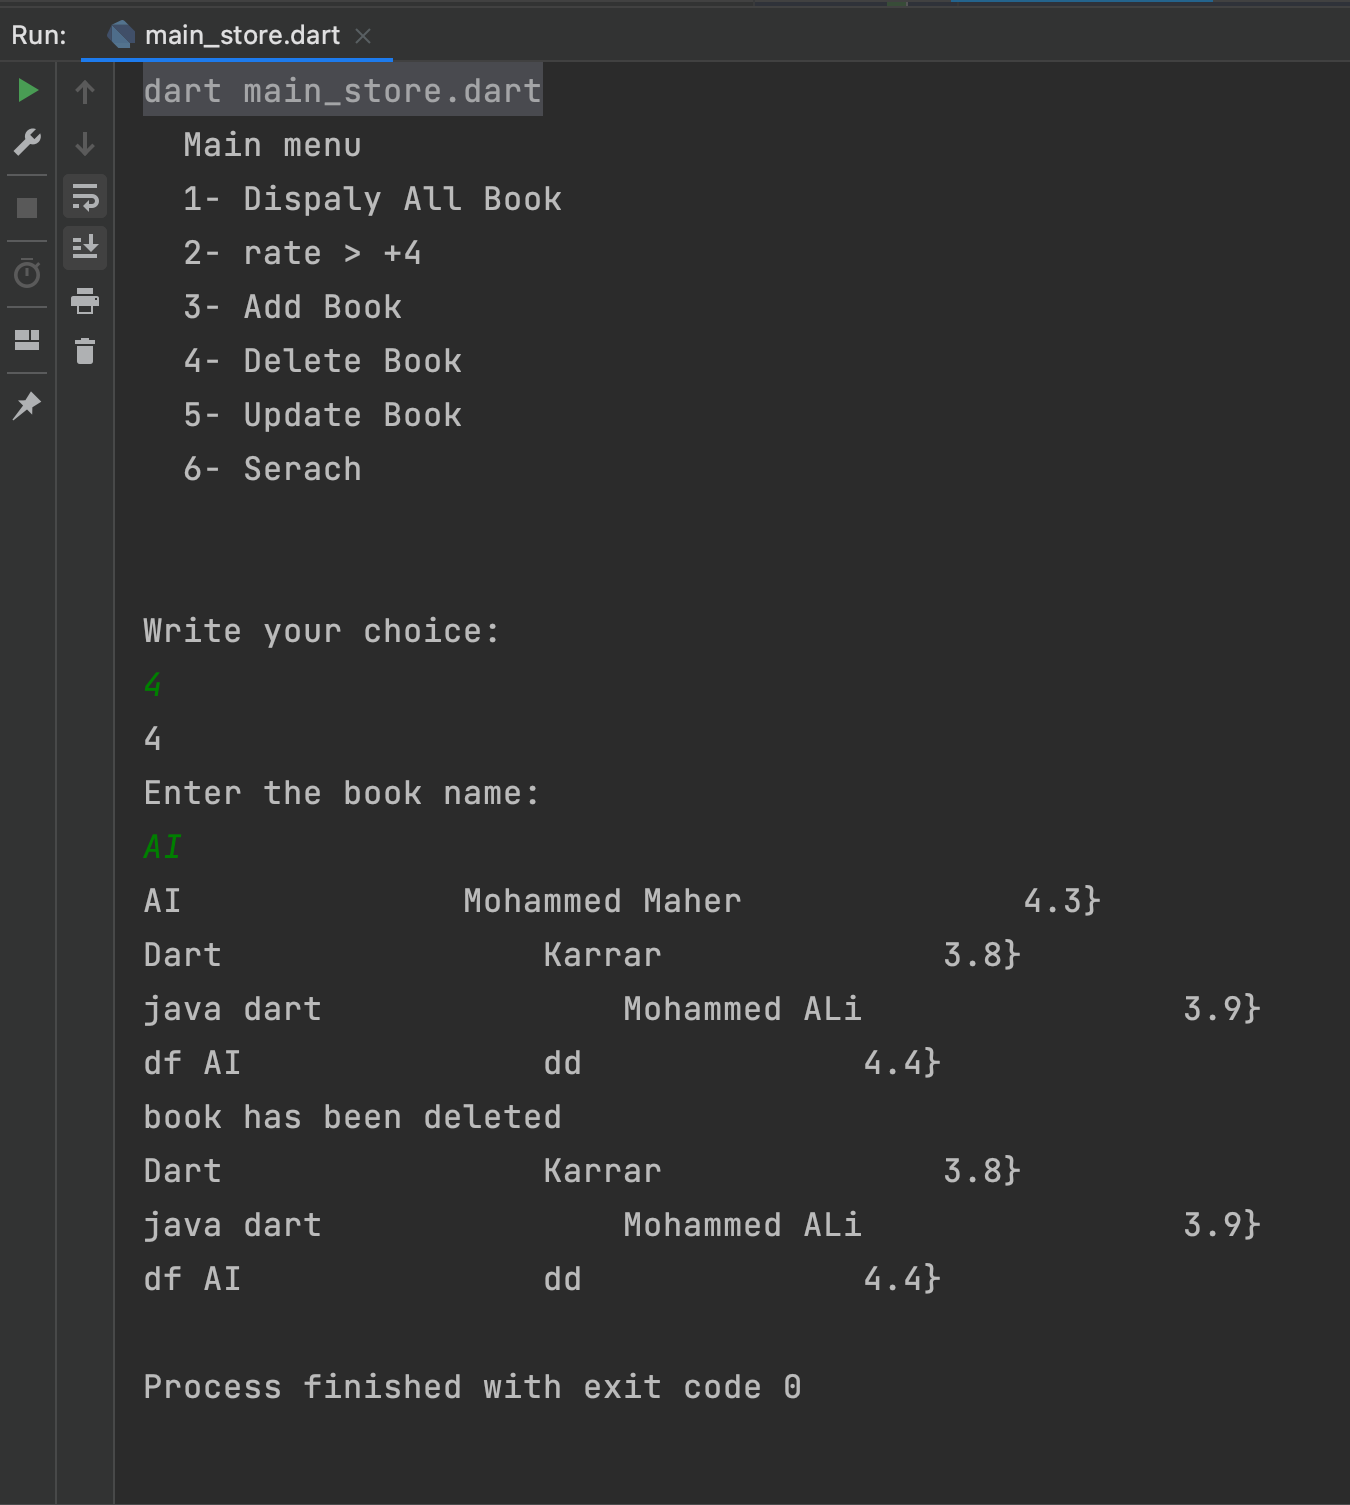 Run: main_store.dart
dart main_store.dart
Main menu
1- Dispaly All Book
2- rate > +4
3- Add Book
4- Delete Book
5- Update Book
6- Serach
Write your choice:
4
4
Enter the book name:
AI
AI Mohammed Maher 4.3}
Dart Karrar 3.8}
java dart Mohammed ALi 3.9}
df AI dd 4.4}
book has been deleted
Dart Karrar 3.8}
java dart Mohammed ALi 3.9}
df AI dd 4.4}
Process finished with exit code 0